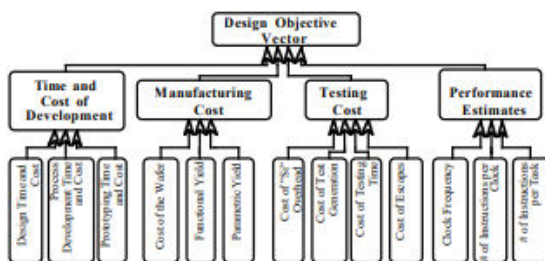 Design Objective
Vector
Time and
Cost of
Development
Manufacturing
Cost
Testing
Cost
Performance
Estimates
Design Time and
Cost
Process
Development Time
and Cost
Prototyping Time
and Cost
Cost of the Wafer
Functional Yield
Parametric Yield
Cost of "Si"
Overhead
Cost of Test
Generation
Cost of Testing
Time
Cost of Escapes
Clock Frequency
# of Instructions per
Clock
# of Instructions
per Task